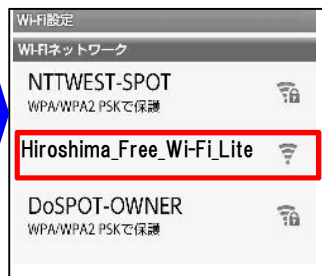 Wi-Fi設定
Wi-Fiネットワーク
NTTWEST-SPOT
WPA/WPA2 PSKで保護
Hiroshima_Free_Wi-Fi_Lite
DoSPOT-OWNER
WPA/WPA2 PSKで保護